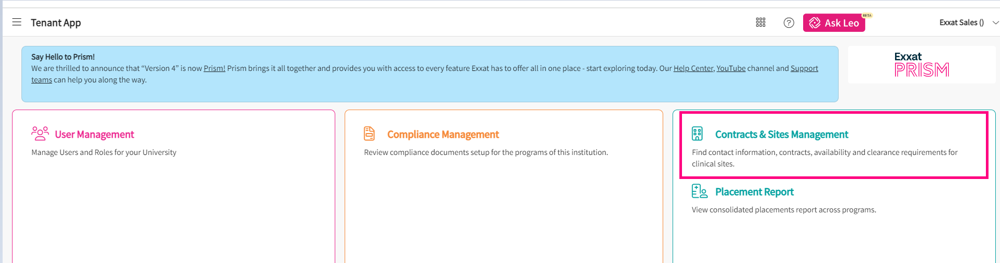 Tenant App
Ask Leo
BETA
Exxat Sales ()
Say Hello to Prism!
We are thrilled to announce that “Version 4” is now Prism! Prism brings it all together and provides you with access to every feature Exxat has to offer all in one place - start exploring today. Our Help Center, YouTube channel and Support
teams can help you along the way.
Exxat
PRISM
User Management
Manage Users and Roles for your University
Compliance Management
Review compliance documents setup for the programs of this institution.
Contracts & Sites Management
Find contact information, contracts, availability and clearance requirements for
clinical sites.
Placement Report
View consolidated placements report across programs.